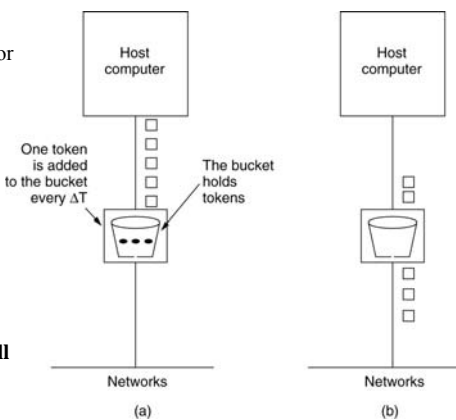 or
Host
computer
One token
is added
to the bucket
every ΔT
The bucket
holds
tokens
Networks
(a)
Host
computer
Networks
(b)